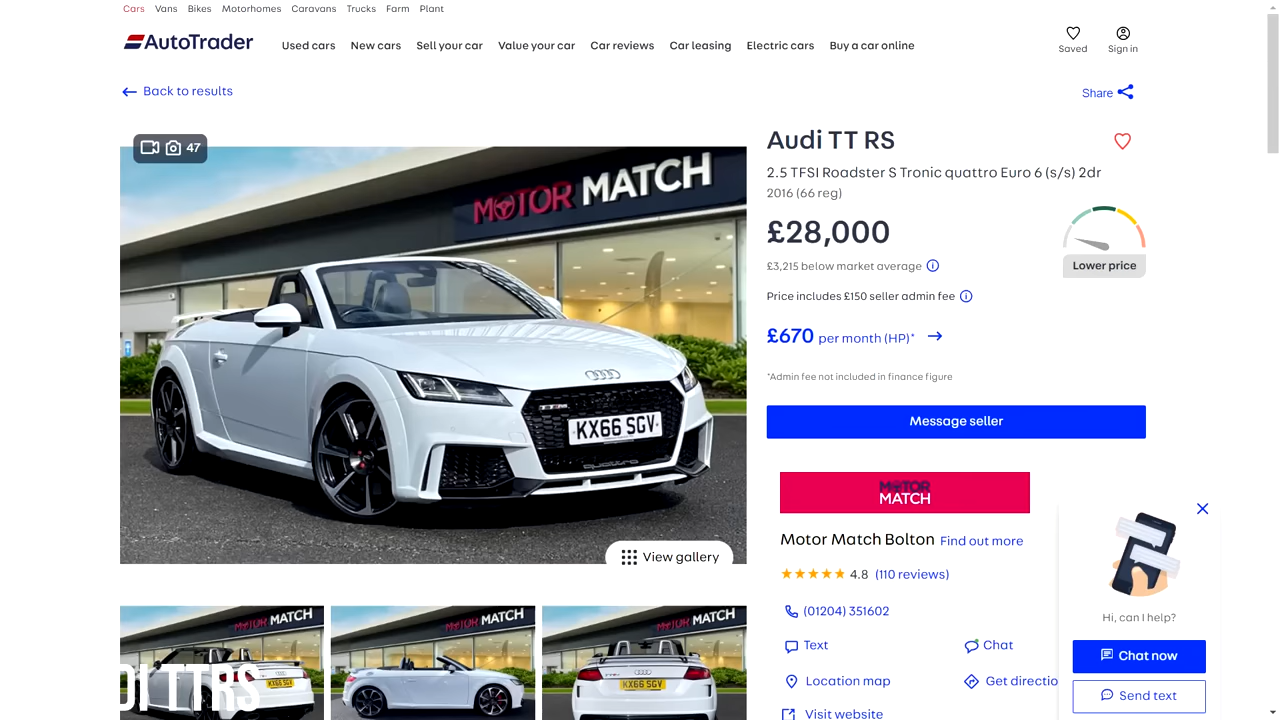 Cars Vans Bikes Motorhomes Caravans Trucks Farm Plant
AutoTrader
Used cars New cars Sell your car Value your car Car reviews Car leasing Electric cars Buy a car online
Saved Sign in
Back to results
Share
47
MOTOR MATCH
KX66 SGV
quattro
View gallery
Audi TT RS
2.5 TFSI Roadster S Tronic quattro Euro 6 (s/s) 2dr
2016 (66 reg)
£28,000
£3,215 below market average
Lower price
Price includes £150 seller admin fee
£670 per month (HP)*
*Admin fee not included in finance figure
Message seller
MOTOR
MATCH
Motor Match Bolton Find out more
4.8 (110 reviews)
(01204) 351602
Text Chat
Location map Get directio
Visit website
Hi, can I help?
Chat now
Send text
MOTOR MATCH
KX66 SGV
DI TTRS
MOTOR MATCH
MOTOR MATCH
KX66 SGV